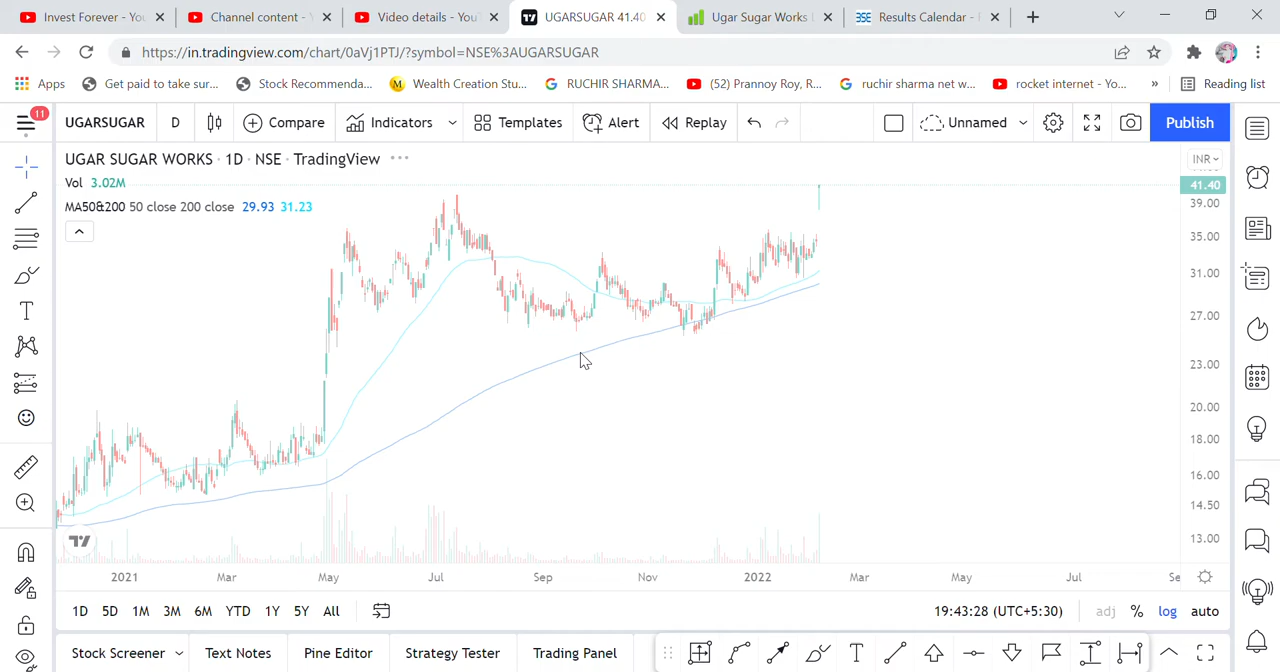 Invest Forever - You
Channel content -
Video details - You
UGARSUGAR 41.40
Ugar Sugar Works
Results Calendar -
https://in.tradingview.com/chart/0aVj1PTJ/?symbol=NSE%3AUGARSUGAR
Apps
Get paid to take sur...
Stock Recommenda...
Wealth Creation Stu...
RUCHIR SHARMA...
(52) Prannoy Roy, R...
ruchir sharma net w...
rocket internet - Yo...
»
Reading list
11
UGARSUGAR
D
Compare
Indicators
Templates
Alert
Replay
Unnamed
Publish
UGAR SUGAR WORKS · 1D · NSE · TradingView
INR
Vol 3.02M
41.40
MA50&200 50 close 200 close 29.93 31.23
39.00
35.00
31.00
27.00
23.00
20.00
18.00
16.00
14.50
13.00
2021 Mar May Jul Sep Nov 2022 Mar May Jul Se
1D 5D 1M 3M 6M YTD 1Y 5Y All
19:43:28 (UTC+5:30)
adj % log auto
Stock Screener
Text Notes
Pine Editor
Strategy Tester
Trading Panel